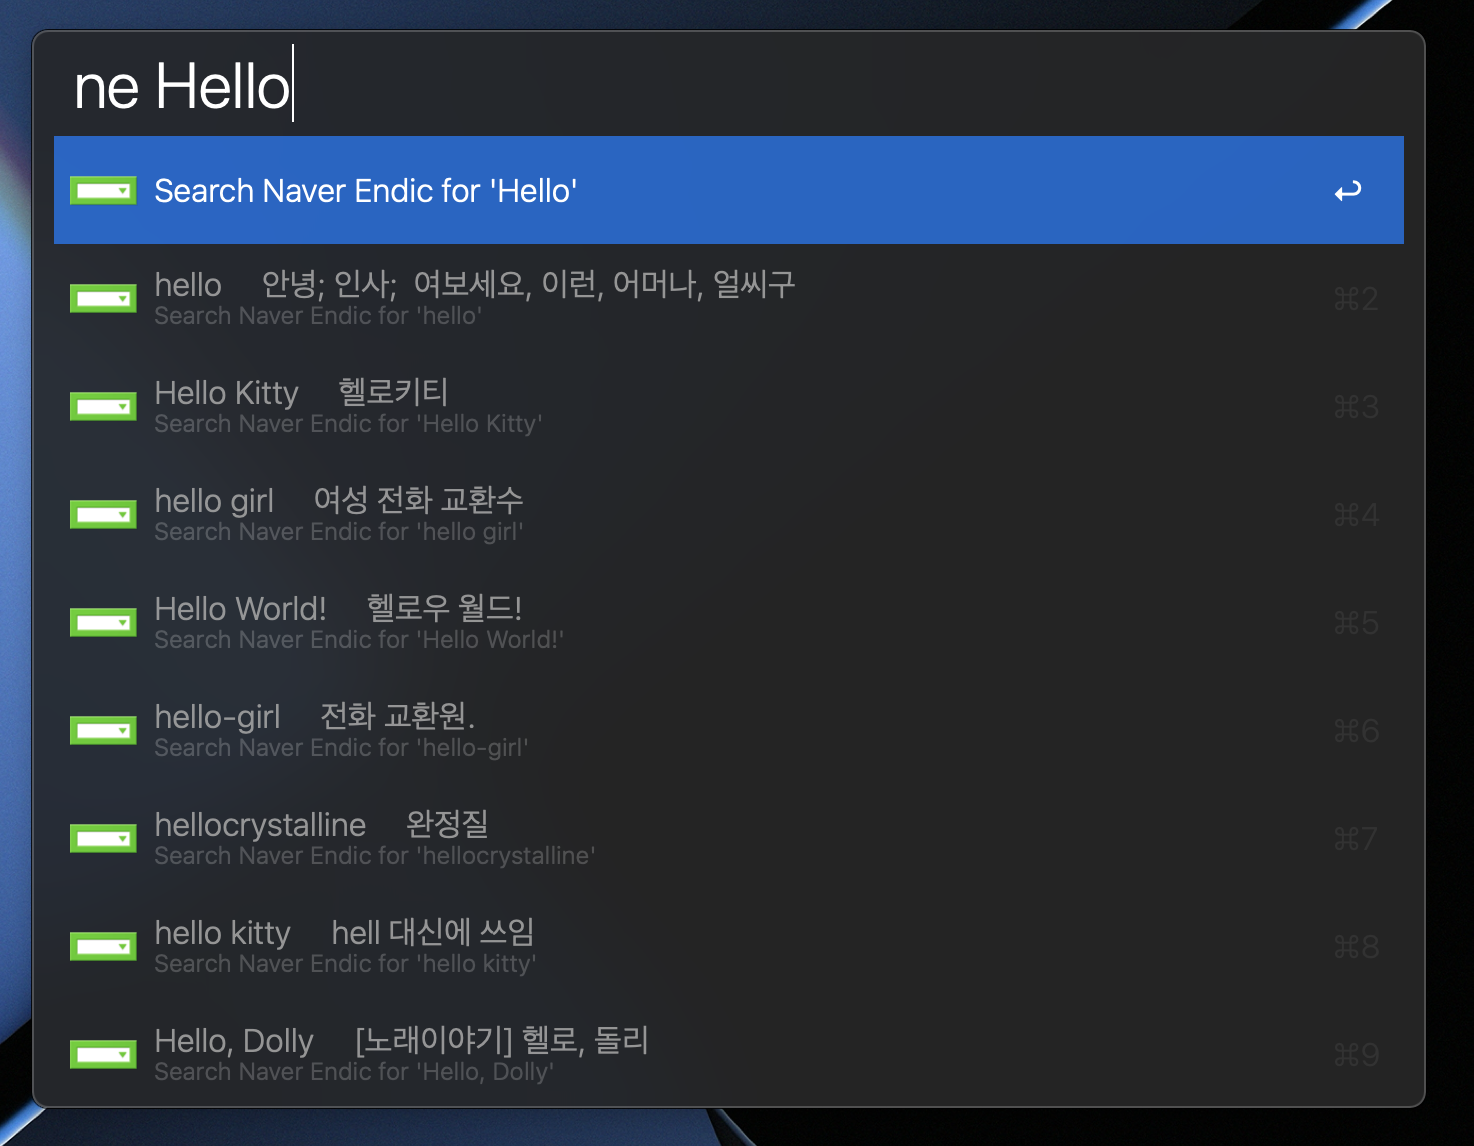 ne Hello
Search Naver Endic for 'Hello'
hello 안녕; 인사; 여보세요, 이런, 어머나, 얼씨구
Search Naver Endic for 'hello'
⌘2
Hello Kitty 헬로키티
Search Naver Endic for 'Hello Kitty'
⌘3
hello girl 여성 전화 교환수
Search Naver Endic for 'hello girl'
⌘4
Hello World! 헬로우 월드!
Search Naver Endic for 'Hello World!'
⌘5
hello-girl 전화 교환원.
Search Naver Endic for 'hello-girl'
⌘6
hellocrystalline 완정질
Search Naver Endic for 'hellocrystalline'
⌘7
hello kitty hell 대신에 쓰임
Search Naver Endic for 'hello kitty'
⌘8
Hello, Dolly [노래이야기] 헬로, 돌리
Search Naver Endic for 'Hello, Dolly'
⌘9